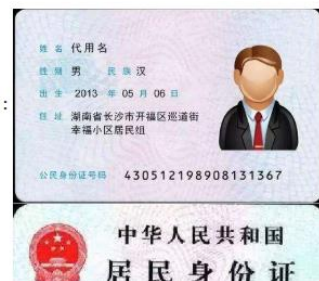 :
姓 名 代用名
性 别 男 民 族 汉
出 生 2013 年 05 月 06 日
住 址 湖南省长沙市开福区巡道街
幸福小区居民组
公民身份证号码 430512198908131367
中华人民共和国
居 民 身 份 证